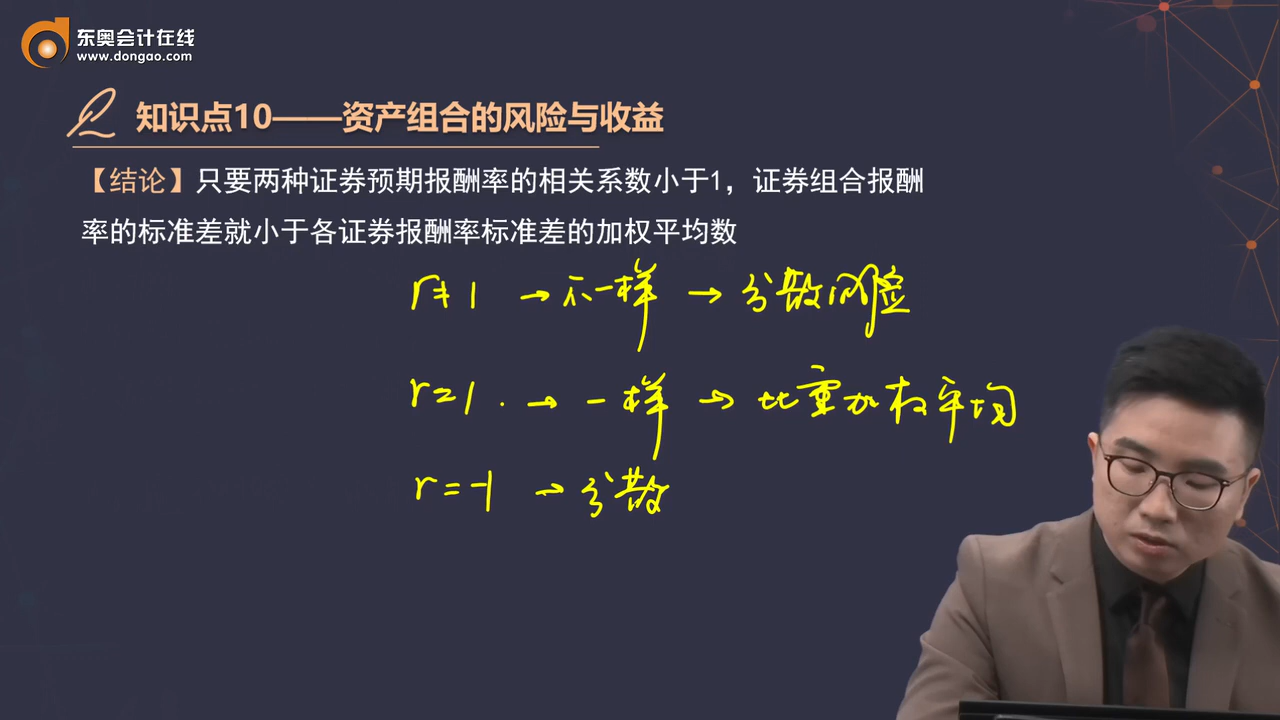 东奥会计在线
www.dongao.com
知识点10——资产组合的风险与收益
【结论】只要两种证券预期报酬率的相关系数小于1，证券组合报酬
率的标准差就小于各证券报酬率标准差的加权平均数
r≠1 →不一样 →分散风险
r=1. →一样 →比重加权平均
r=-1 →分散